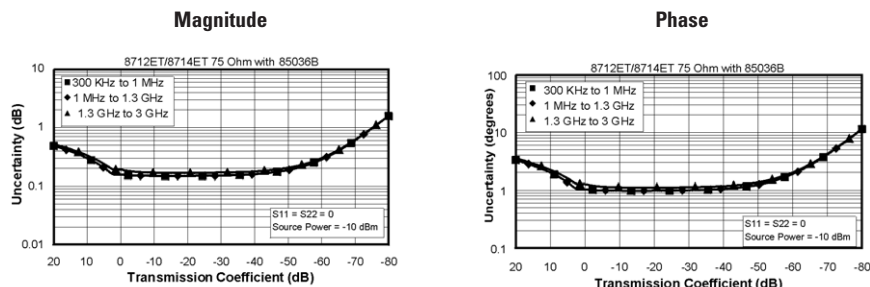 Magnitude
8712ET/8714ET 75 Ohm with 85036B
10
1
0.1
0.01
Uncertainty (dB)
300 KHz to 1 MHz
1 MHz to 1.3 GHz
1.3 GHz to 3 GHz
S11 = S22 = 0
Source Power = -10 dBm
20 10 0 -10 -20 -30 -40 -50 -60 -70 -80
Transmission Coefficient (dB)
Phase
8712ET/8714ET 75 Ohm with 85036B
100
10
1
0.1
Uncertainty (degrees)
300 KHz to 1 MHz
1 MHz to 1.3 GHz
1.3 GHz to 3 GHz
S11 = S22 = 0
Source Power = -10 dBm
20 10 0 -10 -20 -30 -40 -50 -60 -70 -80
Transmission Coefficient (dB)